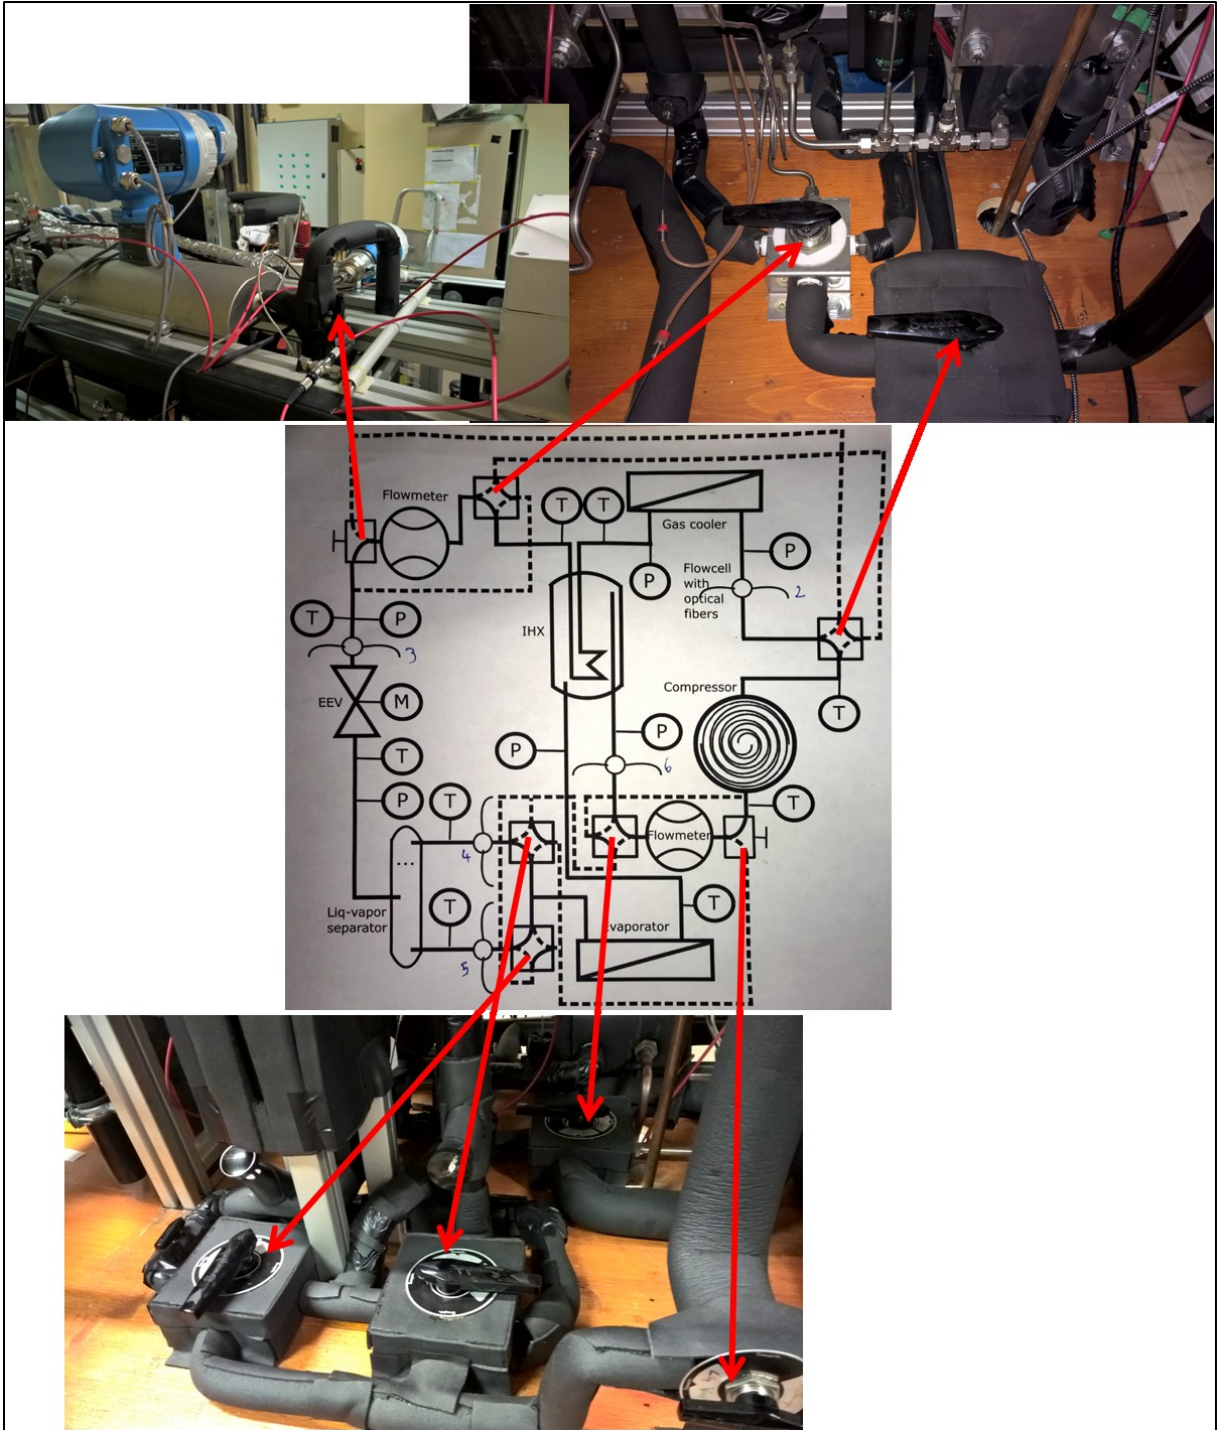 Flowmeter
T
T
Gas cooler
P
P
Flowcell
with
optical
fibers
2
T
P
3
IHX
EEV
M
Compressor
T
P
P
6
T
P
T
T
4
Flowmeter
...
T
T
Liq-vapor
separator
5
Evaporator